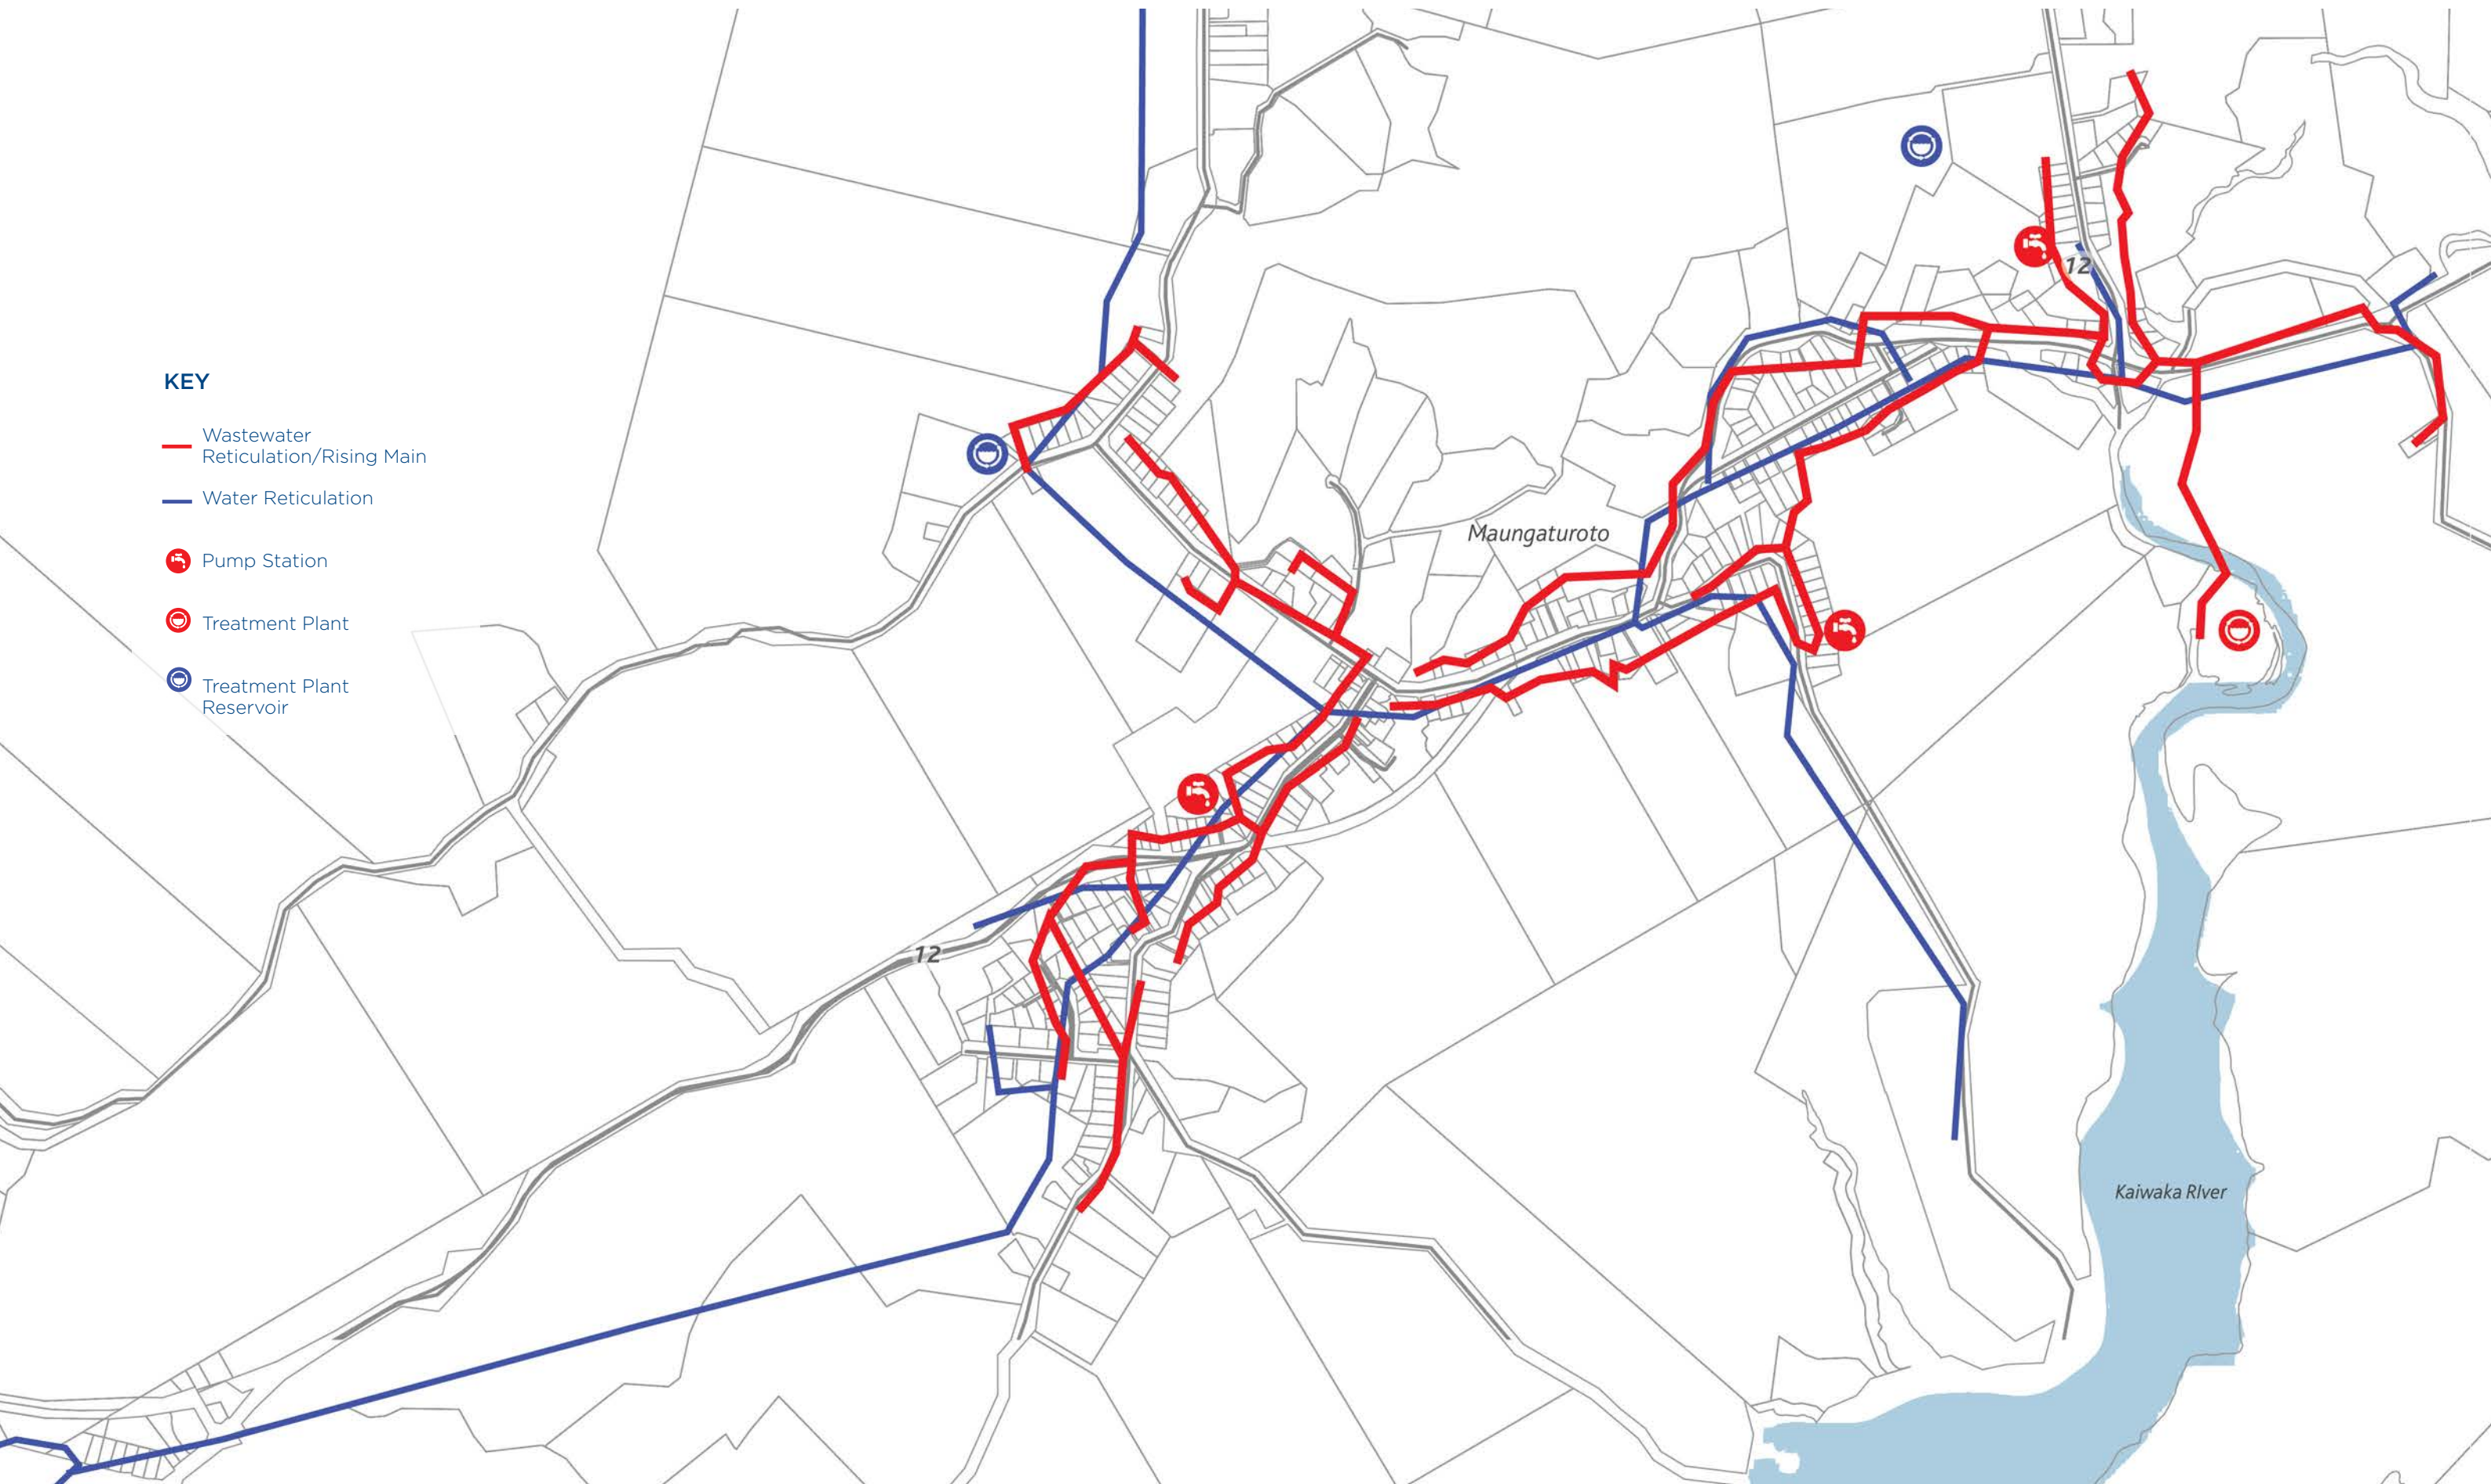 KEY
Wastewater
Reticulation/Rising Main
Water Reticulation
Pump Station
Treatment Plant
Treatment Plant
Reservoir
12
Maungaturoto
12
Kaiwaka RIver